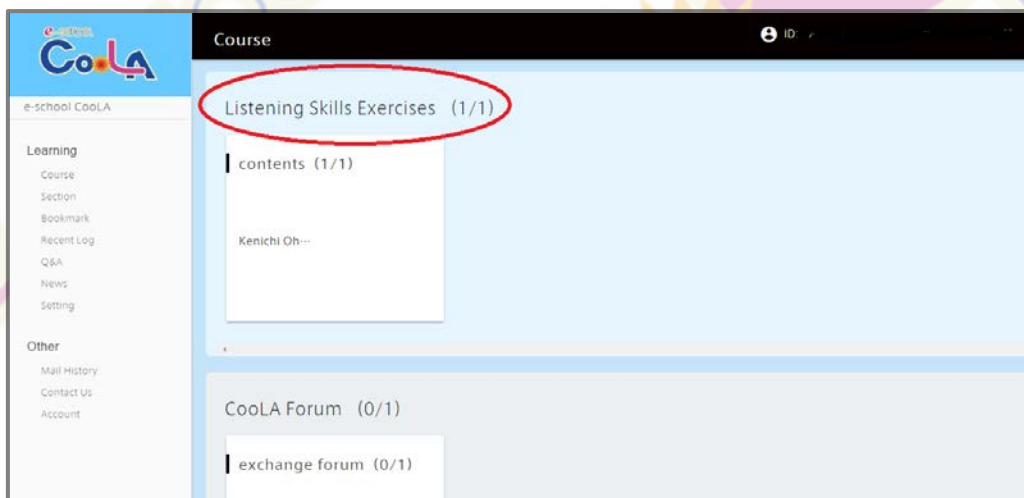 e-school
CooLA
Course
ID:
e-school CooLA
Listening Skills Exercises (1/1)
Learning
contents (1/1)
Course
Section
Bookmark
Recent Log
Kenichi Oh…
Q&A
News
Setting
Other
Mail History
Contact Us
Account
CooLA Forum (0/1)
exchange forum (0/1)